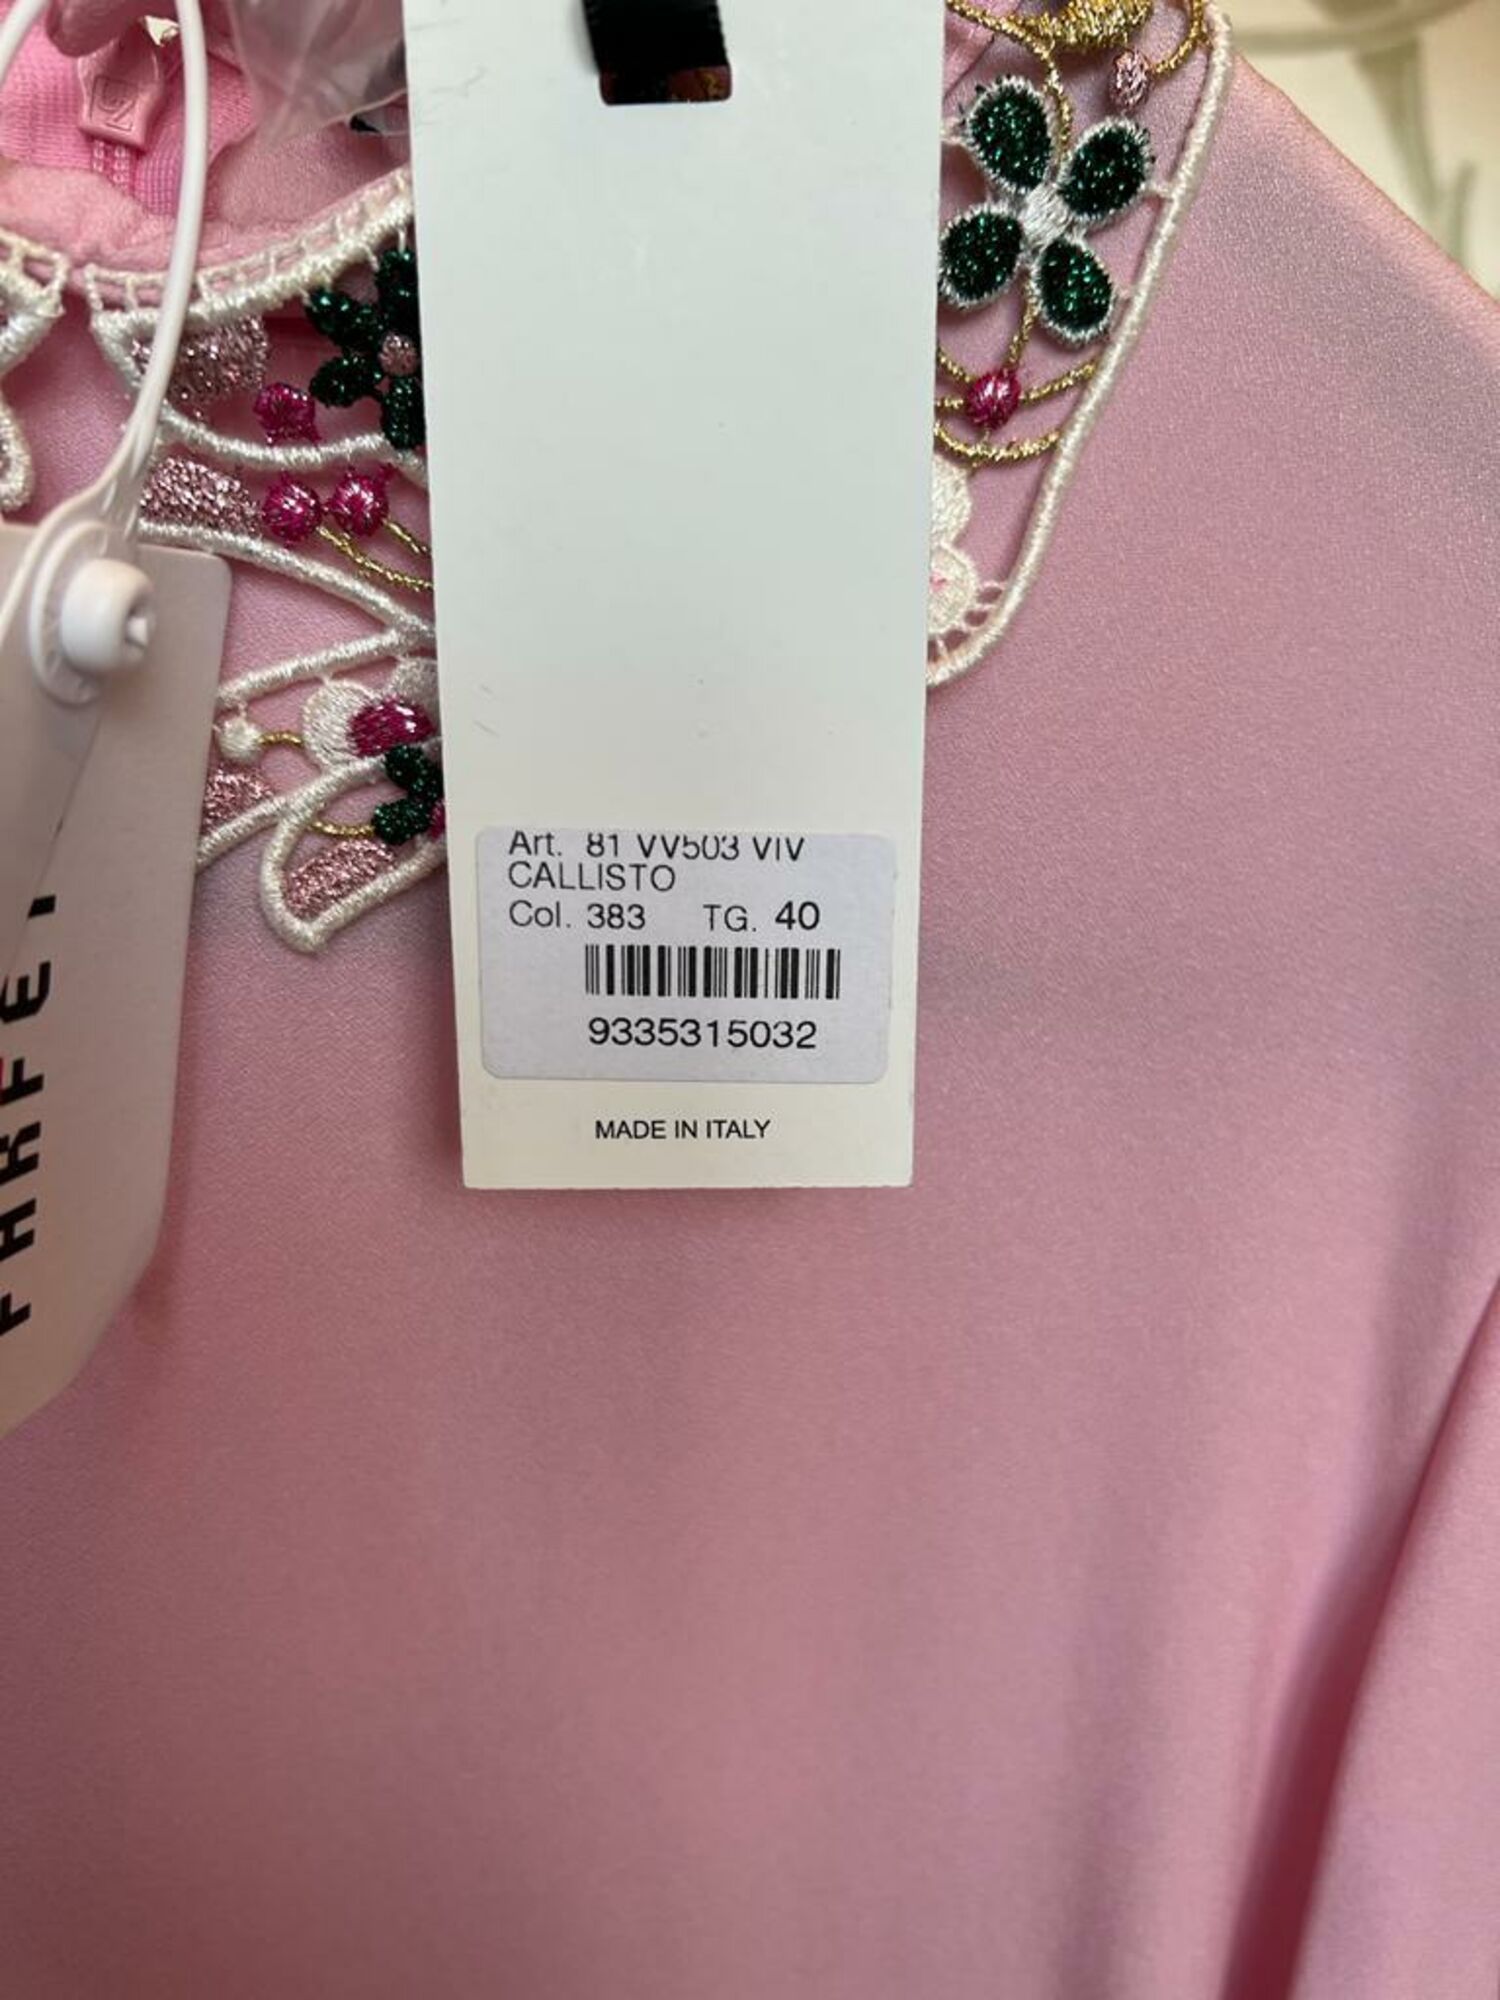 Art. 81 VV503 VIV
CALLISTO
Col. 383 TG. 40
9335315032
MADE IN ITALY